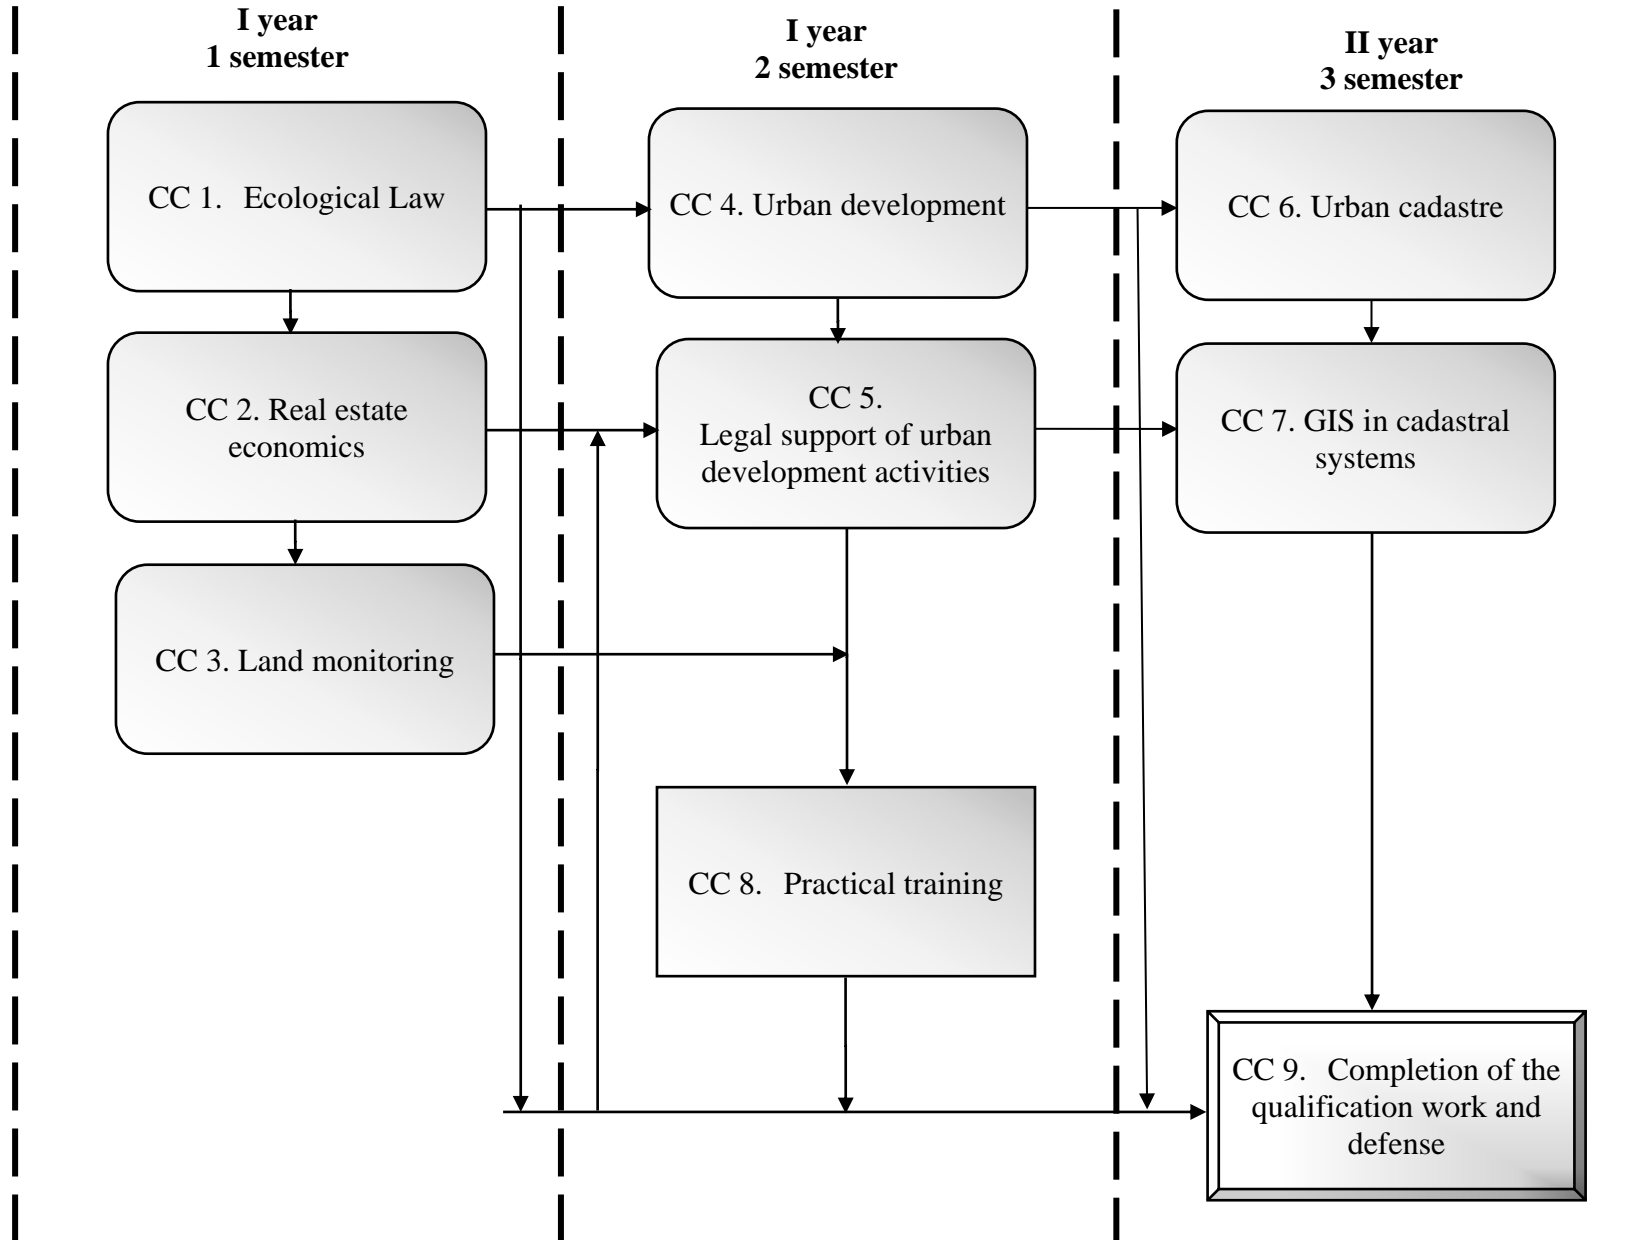 I year
1 semester
I year
2 semester
II year
3 semester
CC 1. Ecological Law
CC 4. Urban development
CC 6. Urban cadastre
CC 2. Real estate
economics
CC 5.
Legal support of urban
development activities
CC 7. GIS in cadastral
systems
CC 3. Land monitoring
CC 8. Practical training
CC 9. Completion of the
qualification work and
defense